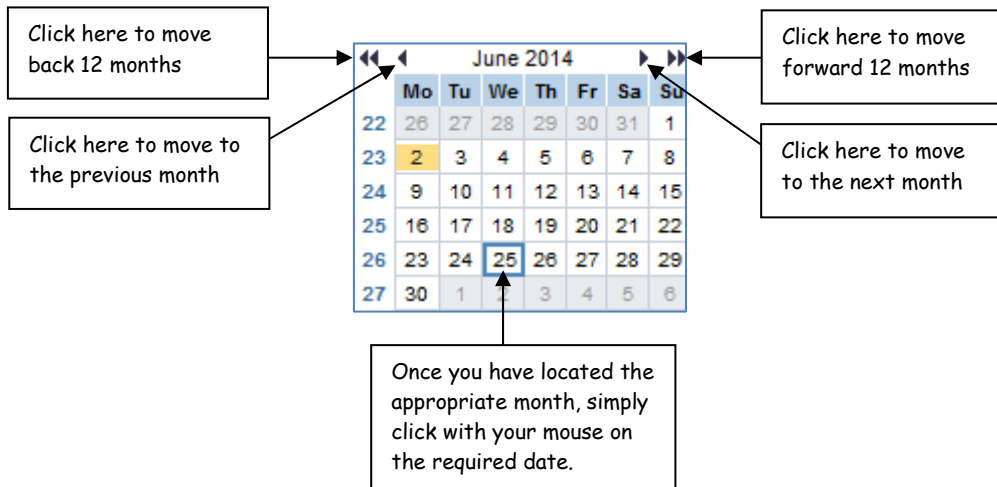 Click here to move
back 12 months
Click here to move to
the previous month
June 2014
Mo Tu We Th Fr Sa Su
22 26 27 28 29 30 31 1
23 2 3 4 5 6 7 8
24 9 10 11 12 13 14 15
25 16 17 18 19 20 21 22
26 23 24 25 26 27 28 29
27 30 1 2 3 4 5 6
Click here to move
forward 12 months
Click here to move
to the next month
Once you have located the
appropriate month, simply
click with your mouse on
the required date.